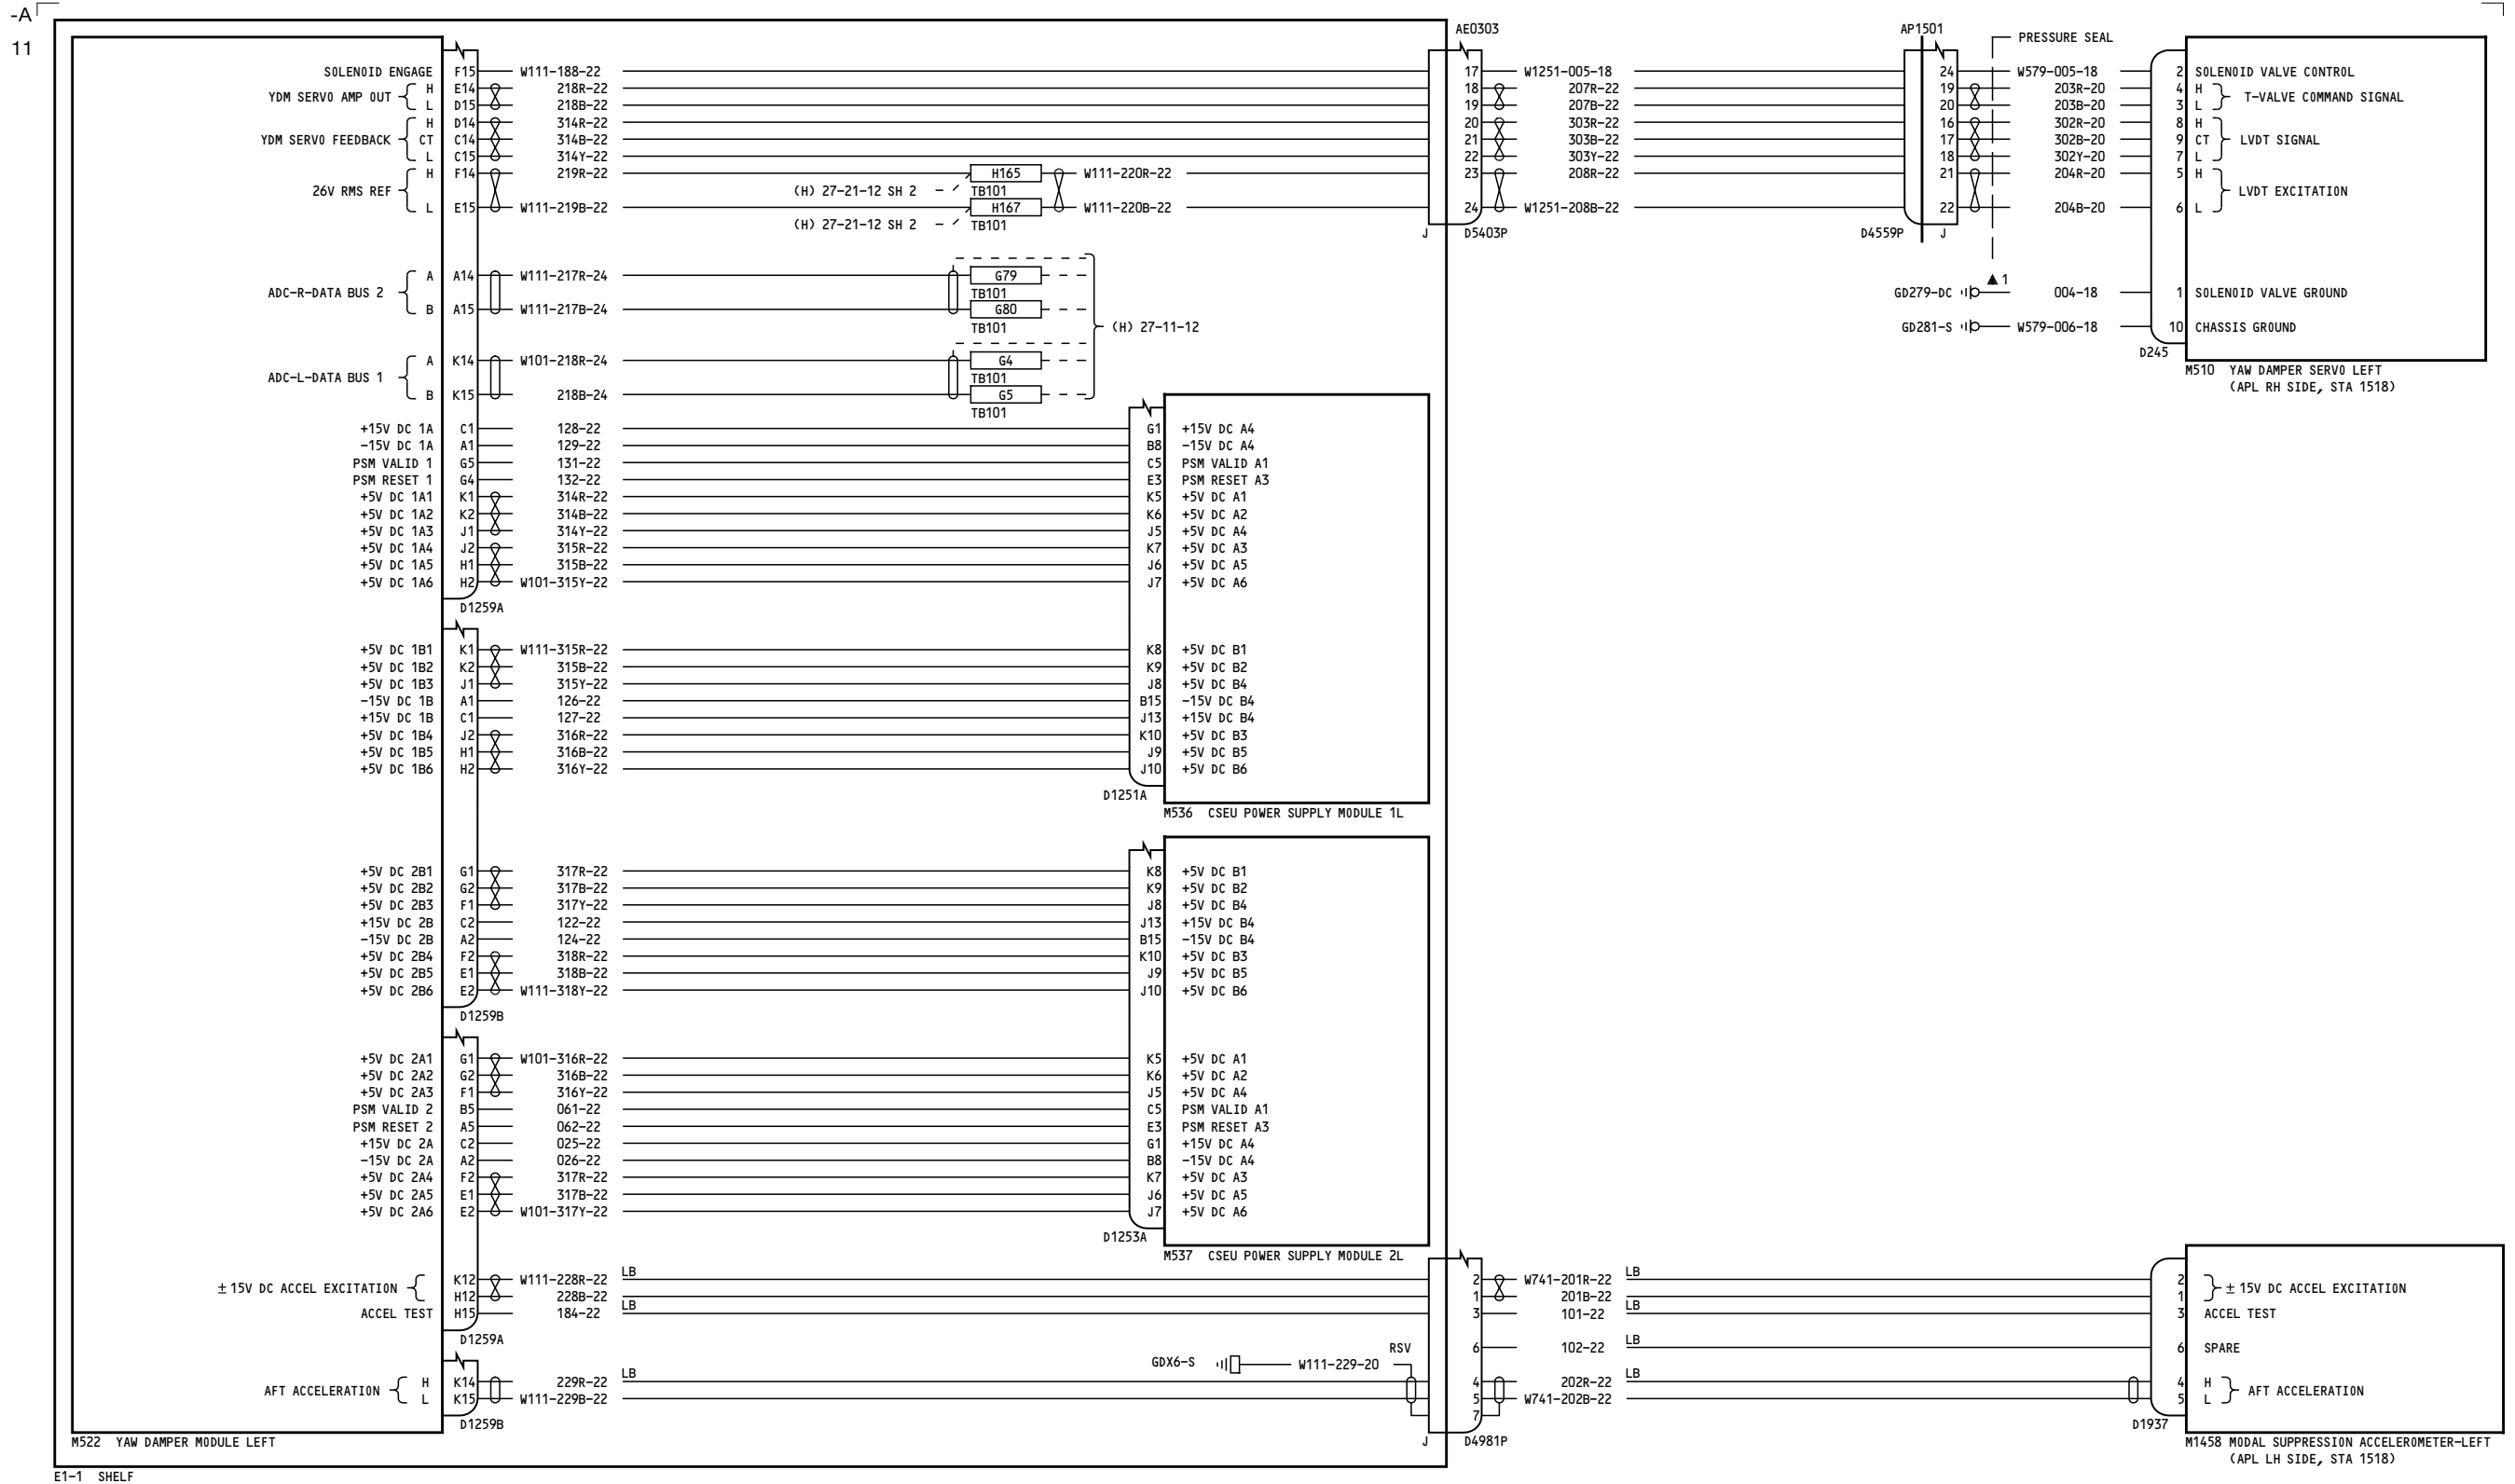 -A
11
AE0303
AP1501
PRESSURE SEAL
SOLENOID ENGAGE F15 W111-188-22 17 W1251-005-18 24 W579-005-18 2 SOLENOID VALVE CONTROL
YDM SERVO AMP OUT H E14 218R-22 18 207R-22 19 203R-20 4 H T-VALVE COMMAND SIGNAL
L D15 218B-22 19 207B-22 20 203B-20 3 L
YDM SERVO FEEDBACK H D14 314R-22 20 303R-22 16 302R-20 8 H LVDT SIGNAL
CT C14 314B-22 21 303B-22 17 302B-20 9 CT
L C15 314Y-22 22 303Y-22 18 302Y-20 7 L
26V RMS REF H F14 219R-22 H165 W111-220R-22 23 208R-22 21 204R-20 5 H LVDT EXCITATION
(H) 27-21-12 SH 2 TB101
L E15 W111-219B-22 H167 W111-220B-22 24 W1251-208B-22 22 204B-20 6 L
(H) 27-21-12 SH 2 TB101
J D5403P D4559P J
ADC-R-DATA BUS 2 A A14 W111-217R-24 G79
TB101
▲1
B A15 W111-217B-24 G80
TB101
GD279-DC 004-18 1 SOLENOID VALVE GROUND
(H) 27-11-12
GD281-S W579-006-18 10 CHASSIS GROUND
D245
M510 YAW DAMPER SERVO LEFT
(APL RH SIDE, STA 1518)
ADC-L-DATA BUS 1 A K14 W101-218R-24 G4
TB101
B K15 218B-24 G5
TB101
+15V DC 1A C1 128-22 G1 +15V DC A4
-15V DC 1A A1 129-22 B8 -15V DC A4
PSM VALID 1 G5 131-22 C5 PSM VALID A1
PSM RESET 1 G4 132-22 E3 PSM RESET A3
+5V DC 1A1 K1 314R-22 K5 +5V DC A1
+5V DC 1A2 K2 314B-22 K6 +5V DC A2
+5V DC 1A3 J1 314Y-22 J5 +5V DC A4
+5V DC 1A4 J2 315R-22 K7 +5V DC A3
+5V DC 1A5 H1 315B-22 J6 +5V DC A5
+5V DC 1A6 H2 W101-315Y-22 J7 +5V DC A6
D1259A
+5V DC 1B1 K1 W111-315R-22 K8 +5V DC B1
+5V DC 1B2 K2 315B-22 K9 +5V DC B2
+5V DC 1B3 J1 315Y-22 J8 +5V DC B4
-15V DC 1B A1 126-22 B15 -15V DC B4
+15V DC 1B C1 127-22 J13 +15V DC B4
+5V DC 1B4 J2 316R-22 K10 +5V DC B3
+5V DC 1B5 H1 316B-22 J9 +5V DC B5
+5V DC 1B6 H2 316Y-22 J10 +5V DC B6
D1251A
M536 CSEU POWER SUPPLY MODULE 1L
+5V DC 2B1 G1 317R-22 K8 +5V DC B1
+5V DC 2B2 G2 317B-22 K9 +5V DC B2
+5V DC 2B3 F1 317Y-22 J8 +5V DC B4
+15V DC 2B C2 122-22 J13 +15V DC B4
-15V DC 2B A2 124-22 B15 -15V DC B4
+5V DC 2B4 F2 318R-22 K10 +5V DC B3
+5V DC 2B5 E1 318B-22 J9 +5V DC B5
+5V DC 2B6 E2 W111-318Y-22 J10 +5V DC B6
D1259B
+5V DC 2A1 G1 W101-316R-22 K5 +5V DC A1
+5V DC 2A2 G2 316B-22 K6 +5V DC A2
+5V DC 2A3 F1 316Y-22 J5 +5V DC A4
PSM VALID 2 B5 061-22 C5 PSM VALID A1
PSM RESET 2 A5 062-22 E3 PSM RESET A3
+15V DC 2A C2 025-22 G1 +15V DC A4
-15V DC 2A A2 026-22 B8 -15V DC A4
+5V DC 2A4 F2 317R-22 K7 +5V DC A3
+5V DC 2A5 E1 317B-22 J6 +5V DC A5
+5V DC 2A6 E2 W101-317Y-22 J7 +5V DC A6
D1253A
M537 CSEU POWER SUPPLY MODULE 2L
±15V DC ACCEL EXCITATION K12 W111-228R-22 LB 2 W741-201R-22 LB 2 ±15V DC ACCEL EXCITATION
H12 228B-22 1 201B-22 1
ACCEL TEST H15 184-22 LB 3 101-22 LB 3 ACCEL TEST
D1259A
GDX6-S W111-229-20 RSV 6 102-22 LB 6 SPARE
AFT ACCELERATION H K14 229R-22 LB 4 202R-22 LB 4 H AFT ACCELERATION
L K15 W111-229B-22 5 W741-202B-22 5 L
7
D1259B
D1937
J D4981P
M522 YAW DAMPER MODULE LEFT
M1458 MODAL SUPPRESSION ACCELEROMETER-LEFT
(APL LH SIDE, STA 1518)
E1-1 SHELF